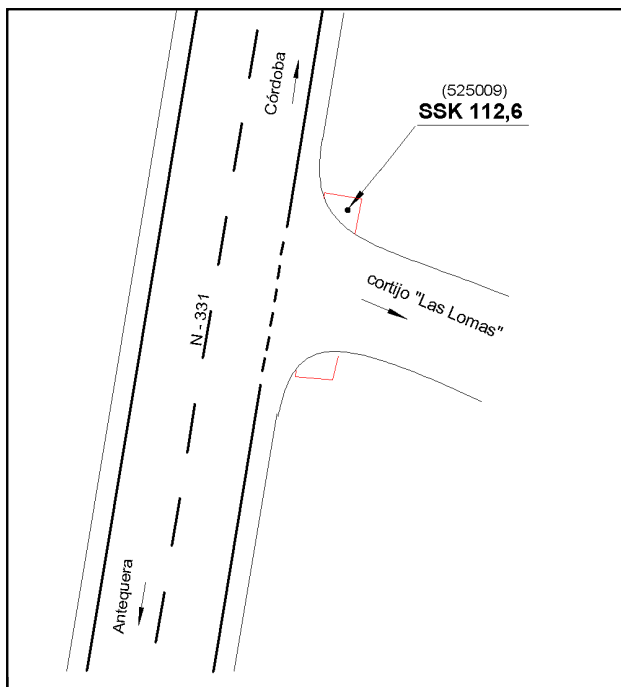 Córdoba
(525009)
SSK 112,6
cortijo "Las Lomas"
N - 331
Antequera